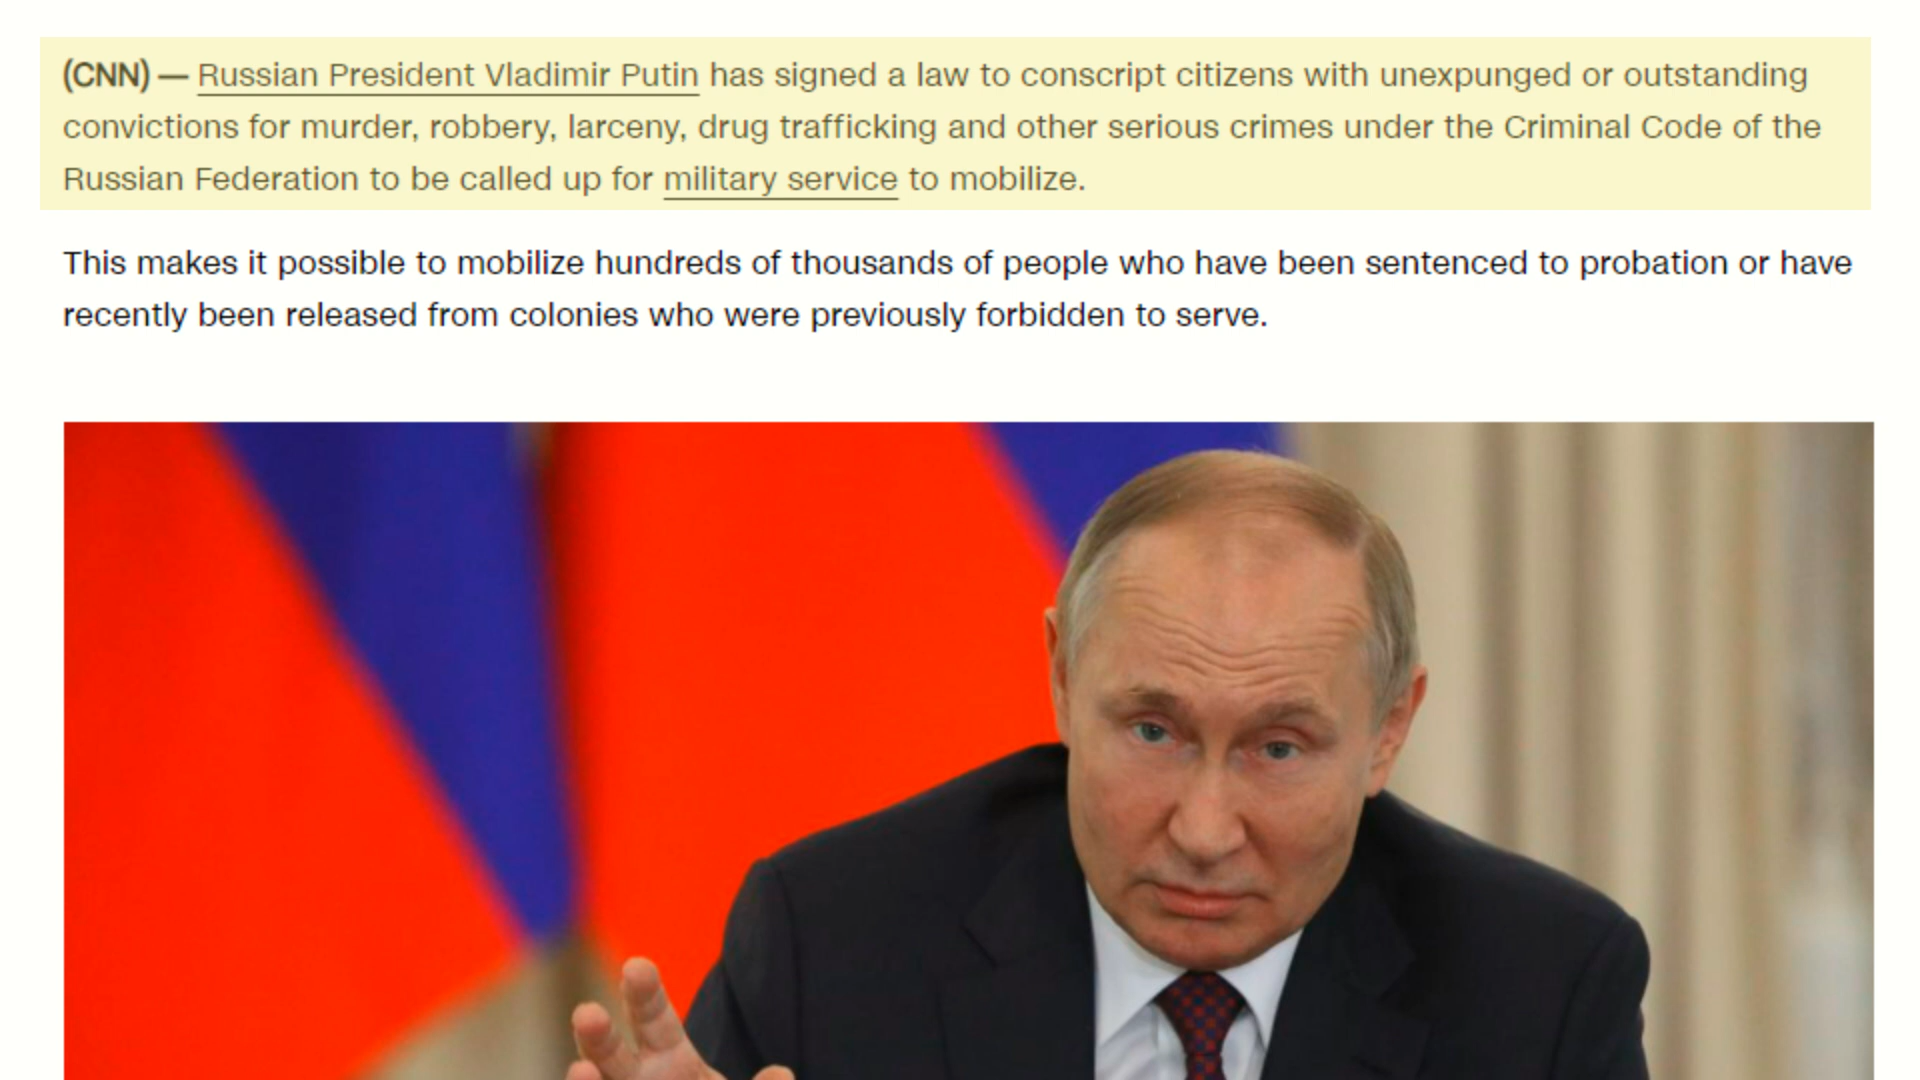 (CNN) — Russian President Vladimir Putin has signed a law to conscript citizens with unexpunged or outstanding
convictions for murder, robbery, larceny, drug trafficking and other serious crimes under the Criminal Code of the
Russian Federation to be called up for military service to mobilize.
This makes it possible to mobilize hundreds of thousands of people who have been sentenced to probation or have
recently been released from colonies who were previously forbidden to serve.